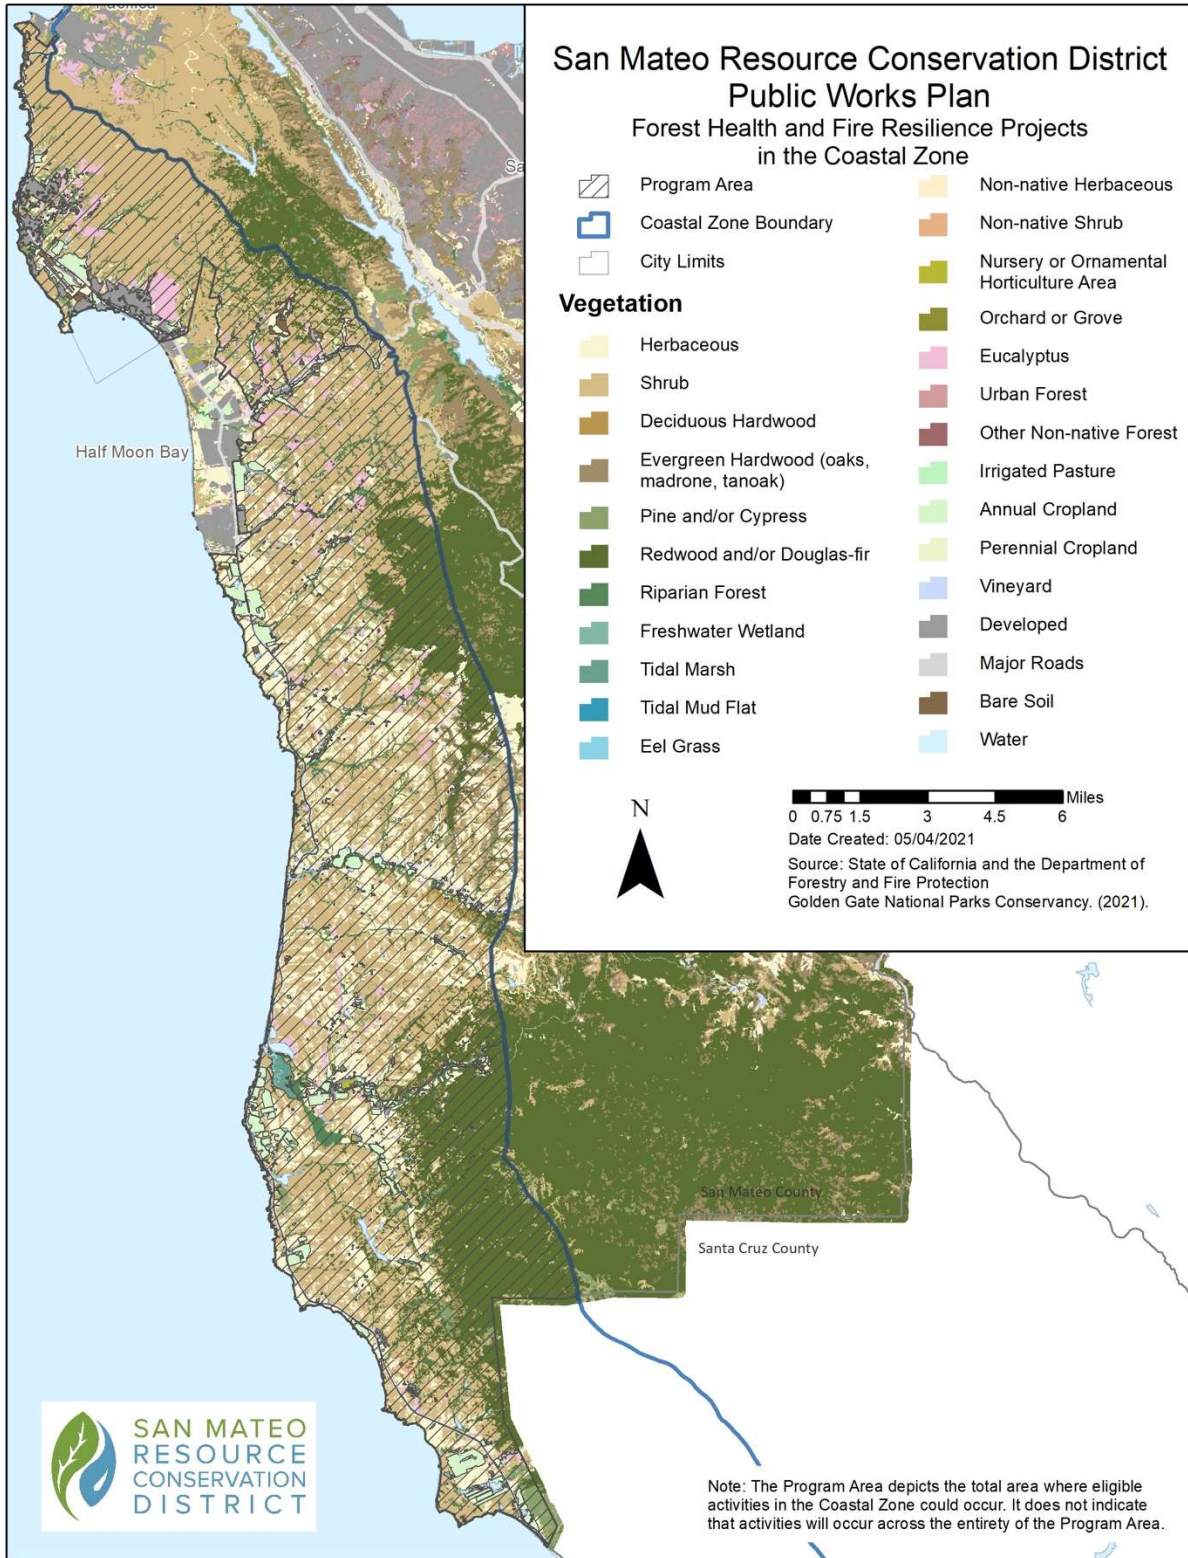 San Mateo Resource Conservation District
Public Works Plan
Forest Health and Fire Resilience Projects
in the Coastal Zone
Program Area
Coastal Zone Boundary
City Limits
Vegetation
Herbaceous
Shrub
Deciduous Hardwood
Evergreen Hardwood (oaks,
madrone, tanoak)
Pine and/or Cypress
Redwood and/or Douglas-fir
Riparian Forest
Freshwater Wetland
Tidal Marsh
Tidal Mud Flat
Eel Grass
Non-native Herbaceous
Non-native Shrub
Nursery or Ornamental
Horticulture Area
Orchard or Grove
Eucalyptus
Urban Forest
Other Non-native Forest
Irrigated Pasture
Annual Cropland
Perennial Cropland
Vineyard
Developed
Major Roads
Bare Soil
Water
N
Miles
0 0.75 1.5 3 4.5 6
Date Created: 05/04/2021
Source: State of California and the Department of
Forestry and Fire Protection
Golden Gate National Parks Conservancy. (2021).
Half Moon Bay
San Mateo County
Santa Cruz County
SAN MATEO
RESOURCE
CONSERVATION
DISTRICT
Note: The Program Area depicts the total area where eligible
activities in the Coastal Zone could occur. It does not indicate
that activities will occur across the entirety of the Program Area.